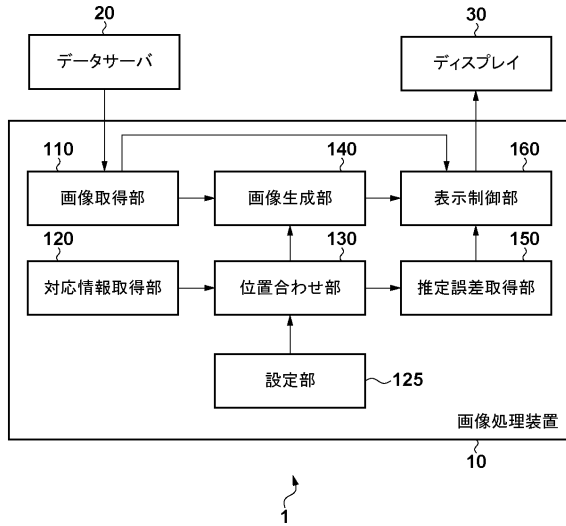 20
データサーバ
30
ディスプレイ
110
画像取得部
140
画像生成部
160
表示制御部
120
対応情報取得部
130
位置合わせ部
150
推定誤差取得部
設定部
125
画像処理装置
10
1